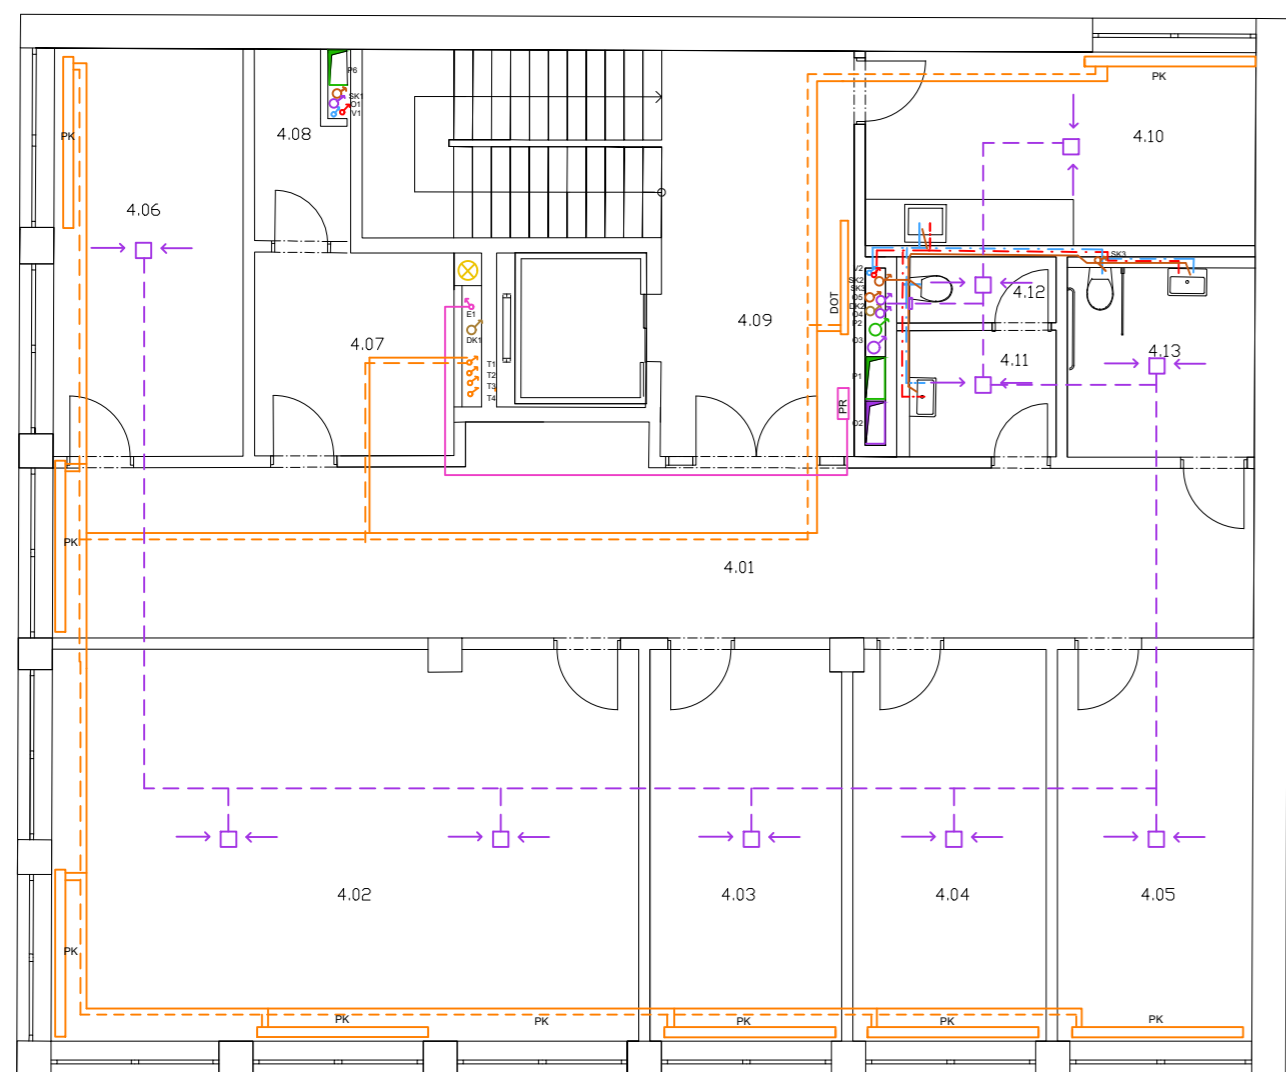 PK
P6
SK1
O1
V1
4.08
PK
4.10
4.06
SK3
V2
SK2
SK3
O5
DK2
O4
P2
O3
DOT
4.12
4.09
E1
DK1
4.07
T1
T2
T3
T4
4.11
4.13
P1
PR
O2
PK
4.01
4.02
4.03
4.04
4.05
PK
PK
PK
PK
PK
PK